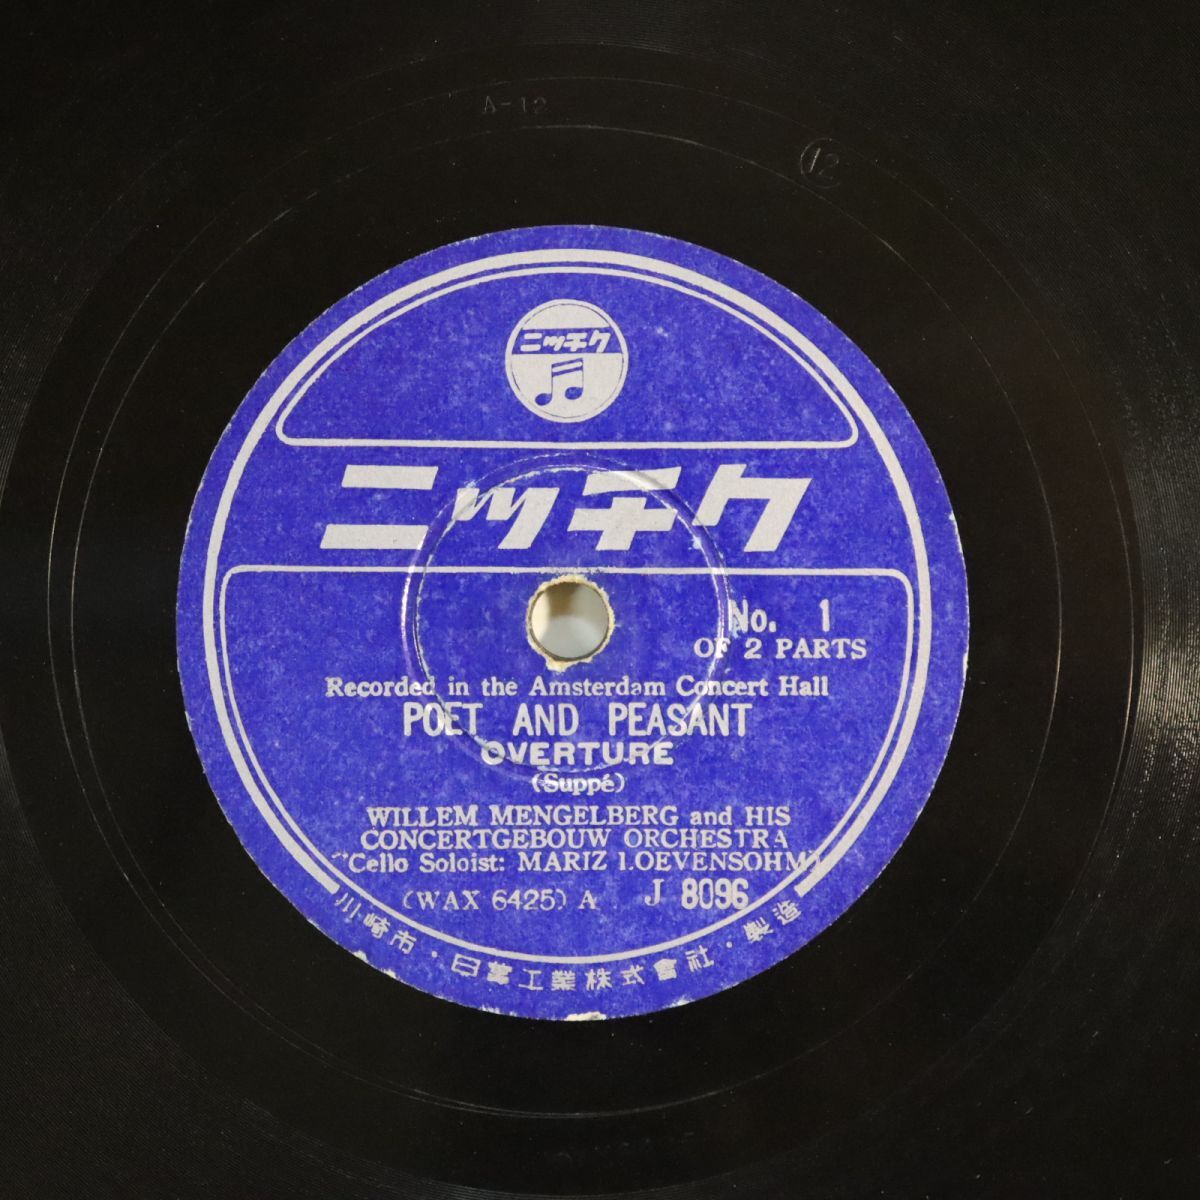 A-12
12
ニッチク
ニッチク
No. 1
OF 2 PARTS
Recorded in the Amsterdam Concert Hall
POET AND PEASANT
OVERTURE
(Suppé)
WILLEM MENGELBERG and HIS
CONCERTGEBOUW ORCHESTRA
(Cello Soloist: MARIZ LOEVENSOHM)
(WAX 6425) A . J 8096
川崎市・日蓄工業株式會社・製造